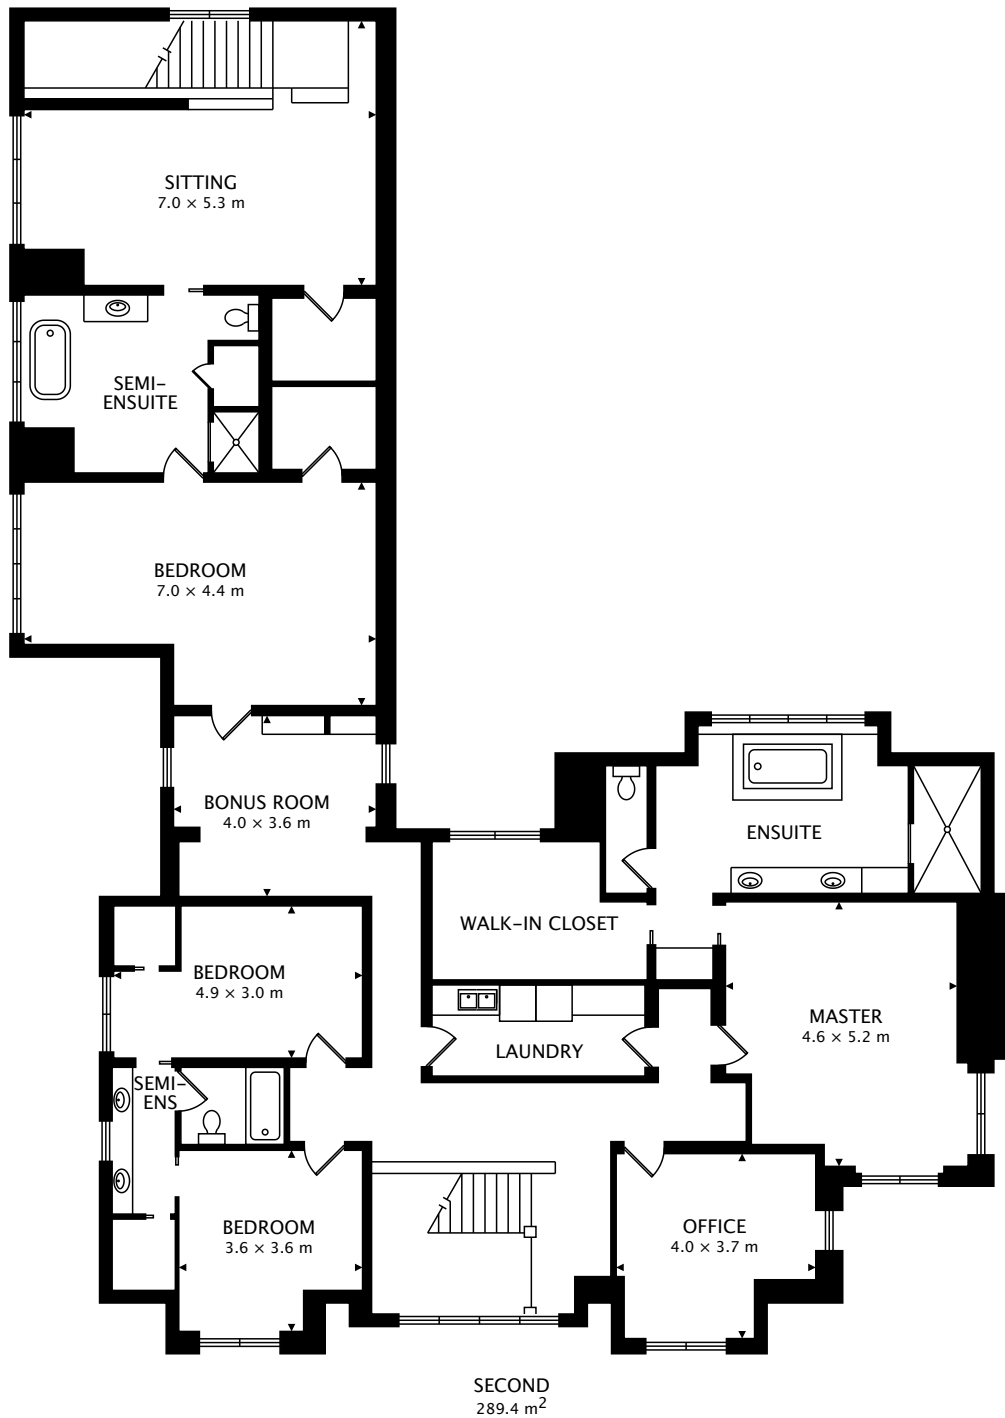 SITTING
7.0 × 5.3 m
SEMI-
ENSUITE
BEDROOM
7.0 × 4.4 m
BONUS ROOM
4.0 × 3.6 m
ENSUITE
WALK-IN CLOSET
BEDROOM
4.9 × 3.0 m
MASTER
4.6 × 5.2 m
LAUNDRY
SEMI-
ENS
BEDROOM
3.6 × 3.6 m
OFFICE
4.0 × 3.7 m
SECOND
289.4 m²